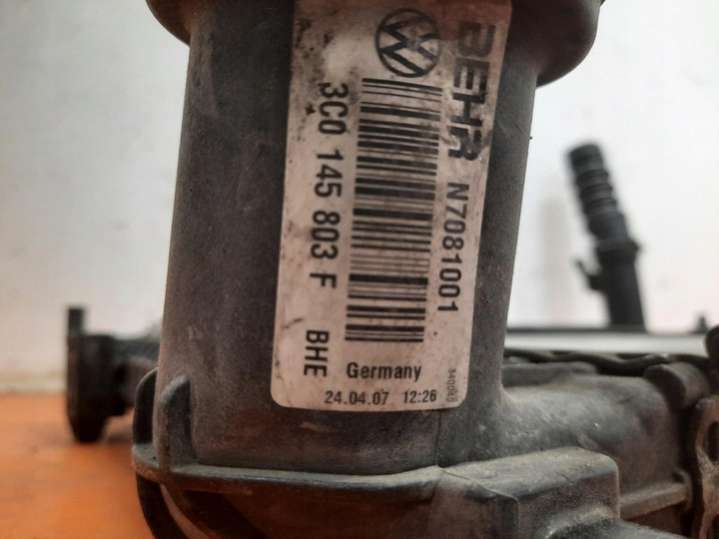 BEHR N7081001
3C0 145 803 F BHE
Germany
24.04.07 12:26